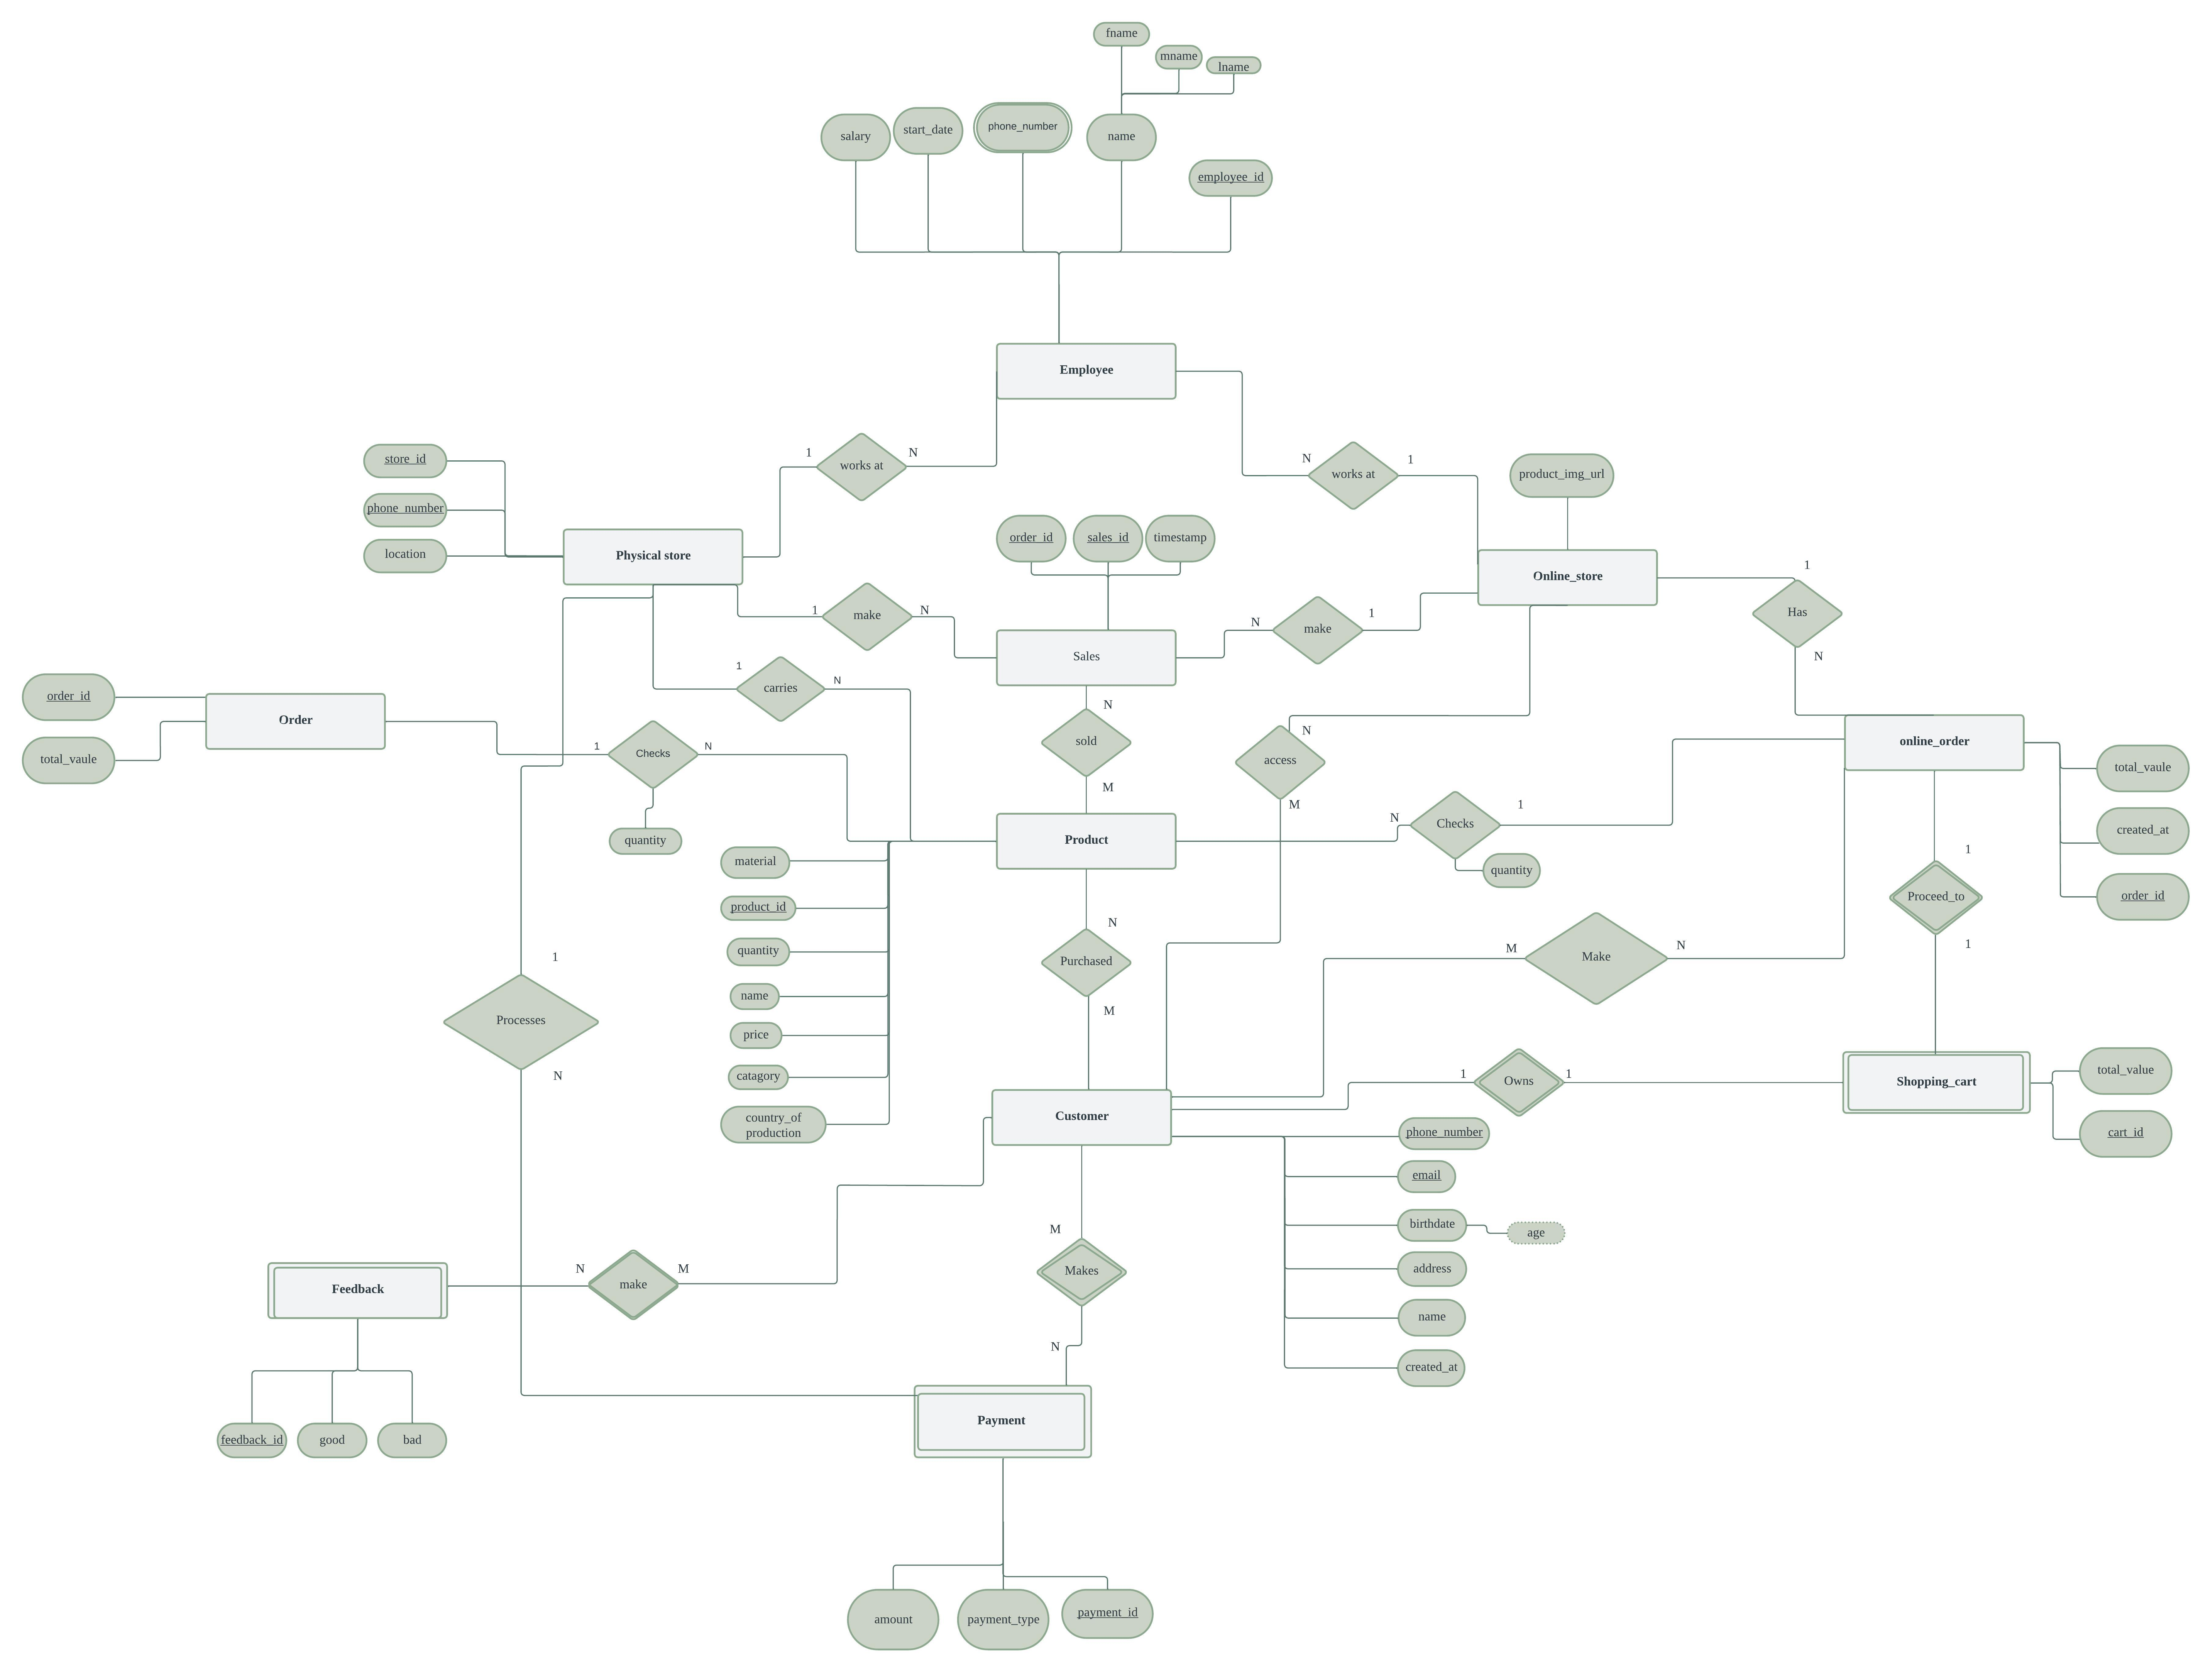 fname
mname
lname
salary
start_date
phone_number
name
employee_id
Employee
1
works at
N
N
works at
1
store_id
phone_number
location
Physical store
product_img_url
order_id
sales_id
timestamp
Online_store
1
Has
N
1
make
N
Sales
N
make
1
1
carries
N
order_id
total_vaule
Order
1
Checks
N
quantity
N
sold
M
N
access
M
online_order
total_vaule
created_at
order_id
Product
N
Checks
1
quantity
1
Proceed_to
1
material
product_id
quantity
name
price
catagory
country_of
production
N
Purchased
M
M
Make
N
1
Processes
N
Customer
1
Owns
1
Shopping_cart
total_value
cart_id
phone_number
email
birthdate
age
address
name
created_at
M
Makes
N
Feedback
N
make
M
feedback_id
good
bad
Payment
amount
payment_type
payment_id